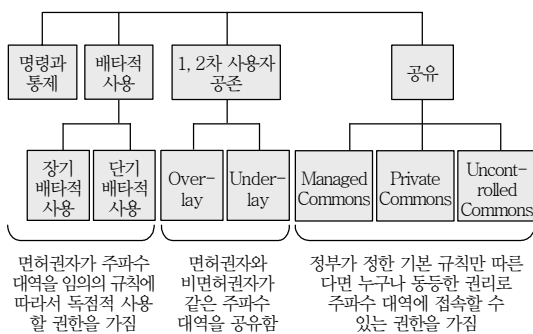 명령과
통제
배타적
사용
1, 2차 사용자
공존
공유
장기
배타적
사용
단기
배타적
사용
Over-
lay
Under-
lay
Managed
Commons
Private
Commons
Uncont-
rolled
Commons
면허권자가 주파수
대역을 임의의 규칙에
따라서 독점적 사용
할 권한을 가짐
면허권자와
비면허권자가
같은 주파수
대역을 공유함
정부가 정한 기본 규칙만 따른
다면 누구나 동등한 권리로
주파수 대역에 접속할 수
있는 권한을 가짐